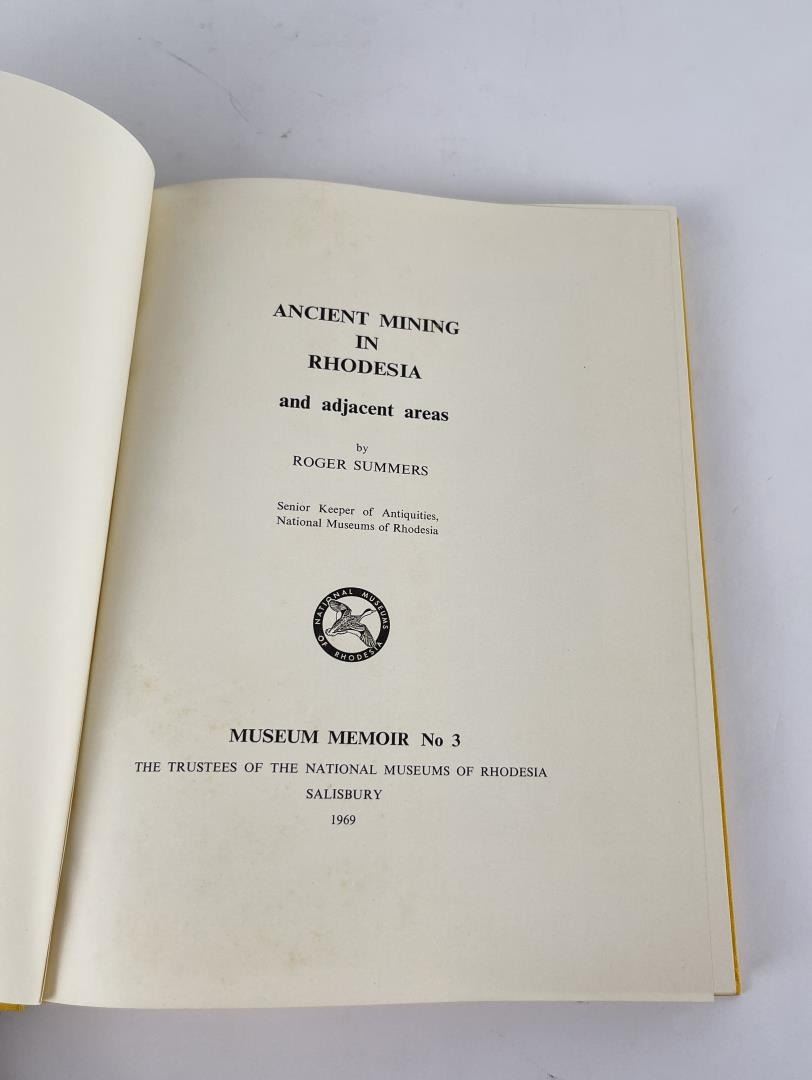 ANCIENT MINING
IN
RHODESIA
and adjacent areas
by
ROGER SUMMERS
Senior Keeper of Antiquities,
National Museums of Rhodesia
NATIONAL MUSEUMS
OF RHODESIA
MUSEUM MEMOIR No 3
THE TRUSTEES OF THE NATIONAL MUSEUMS OF RHODESIA
SALISBURY
1969